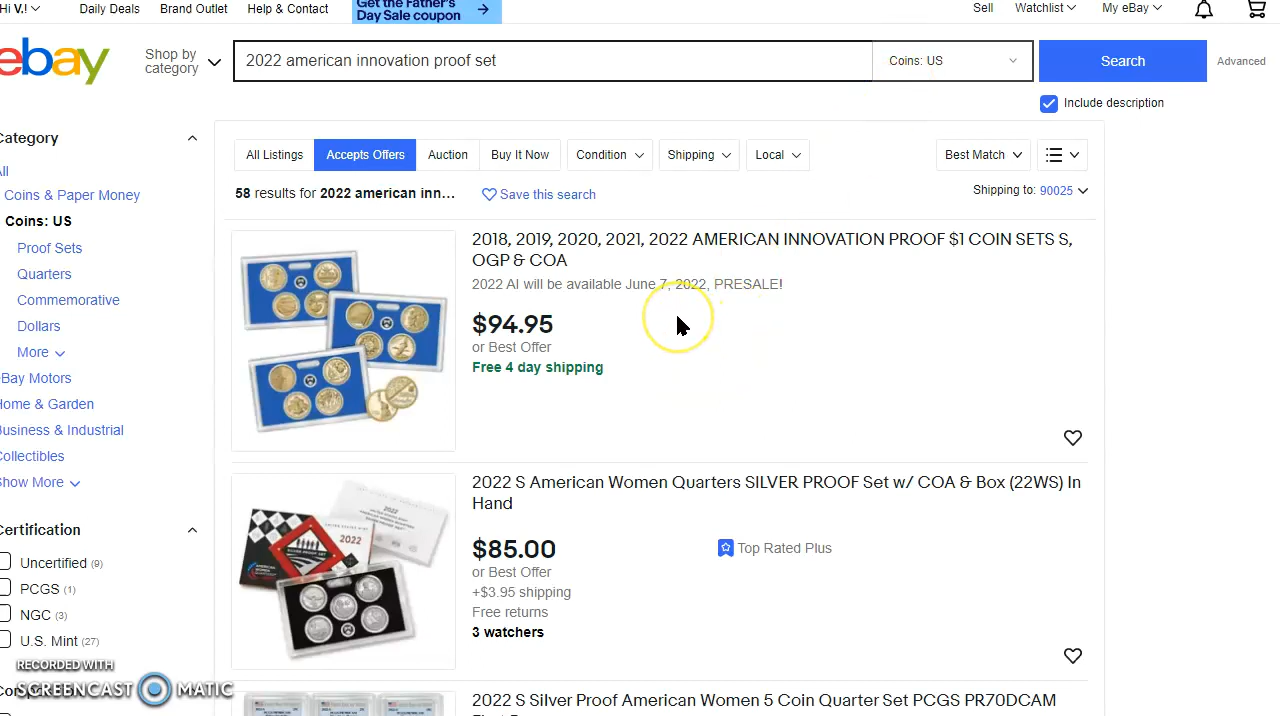 Hi V.!
Daily Deals
Brand Outlet
Help & Contact
Get the Father's
Day Sale coupon
Sell
Watchlist
My eBay
ebay
Shop by
category
2022 american innovation proof set
Coins: US
Search
Advanced
Include description
Category
All Listings
Accepts Offers
Auction
Buy It Now
Condition
Shipping
Local
Best Match
58 results for 2022 american inn...
Save this search
Shipping to: 90025
ll
Coins & Paper Money
Coins: US
Proof Sets
Quarters
Commemorative
Dollars
More
eBay Motors
Home & Garden
Business & Industrial
Collectibles
Show More
Certification
Uncertified (9)
PCGS (1)
NGC (3)
U.S. Mint (27)
2018, 2019, 2020, 2021, 2022 AMERICAN INNOVATION PROOF $1 COIN SETS S,
OGP & COA
2022 AI will be available June 7, 2022, PRESALE!
$94.95
or Best Offer
Free 4 day shipping
2022 S American Women Quarters SILVER PROOF Set w/ COA & Box (22WS) In
Hand
$85.00
or Best Offer
+$3.95 shipping
Free returns
3 watchers
Top Rated Plus
2022
2022 S Silver Proof American Women 5 Coin Quarter Set PCGS PR70DCAM
RECORDED WITH
SCREENCAST MATIC